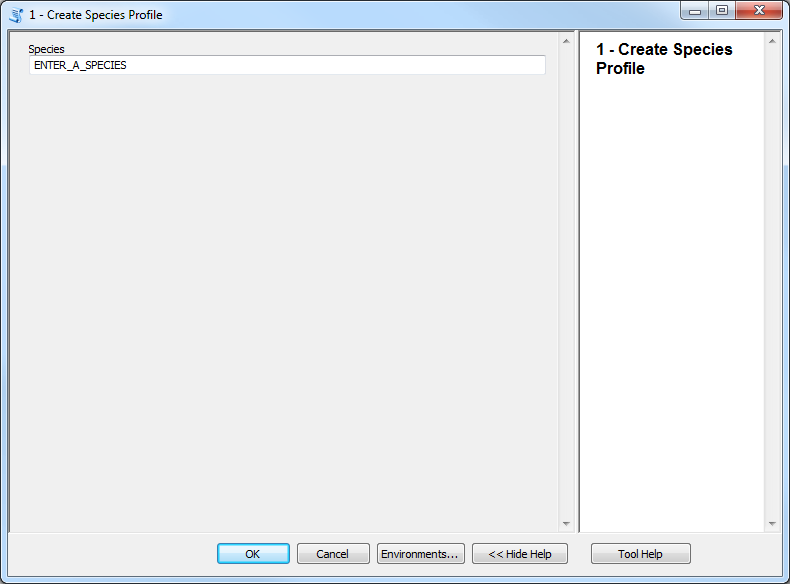 1 - Create Species Profile
Species
ENTER_A_SPECIES
1 - Create Species
Profile
OK
Cancel
Environments...
<< Hide Help
Tool Help